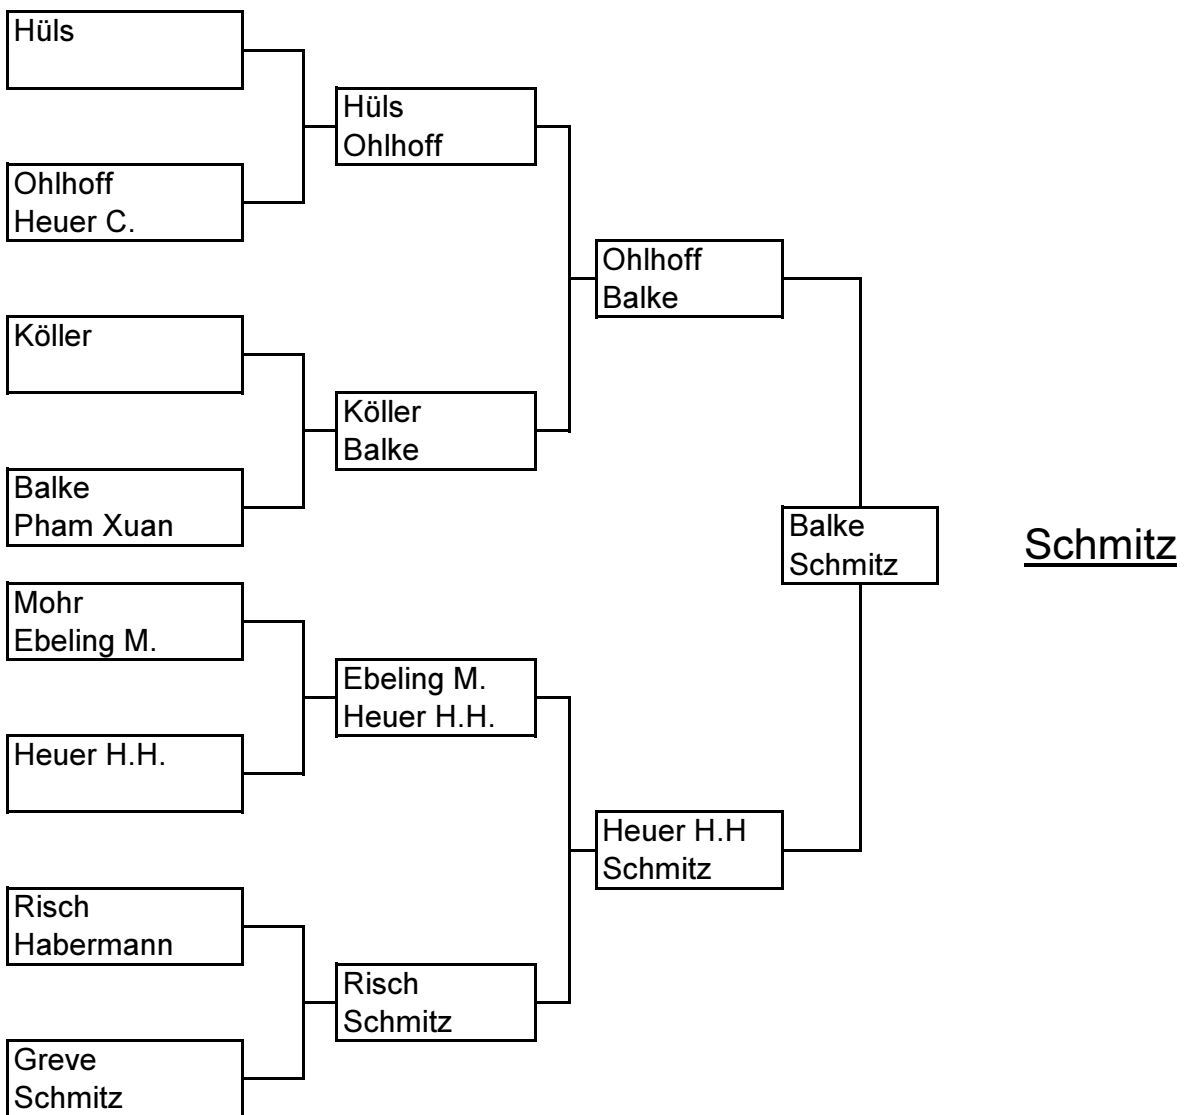 Hüls
Ohlhoff
Heuer C.
Köller
Balke
Pham Xuan
Mohr
Ebeling M.
Heuer H.H.
Risch
Habermann
Greve
Schmitz
Hüls
Ohlhoff
Köller
Balke
Ebeling M.
Heuer H.H.
Risch
Schmitz
Ohlhoff
Balke
Heuer H.H
Schmitz
Balke
Schmitz
Schmitz